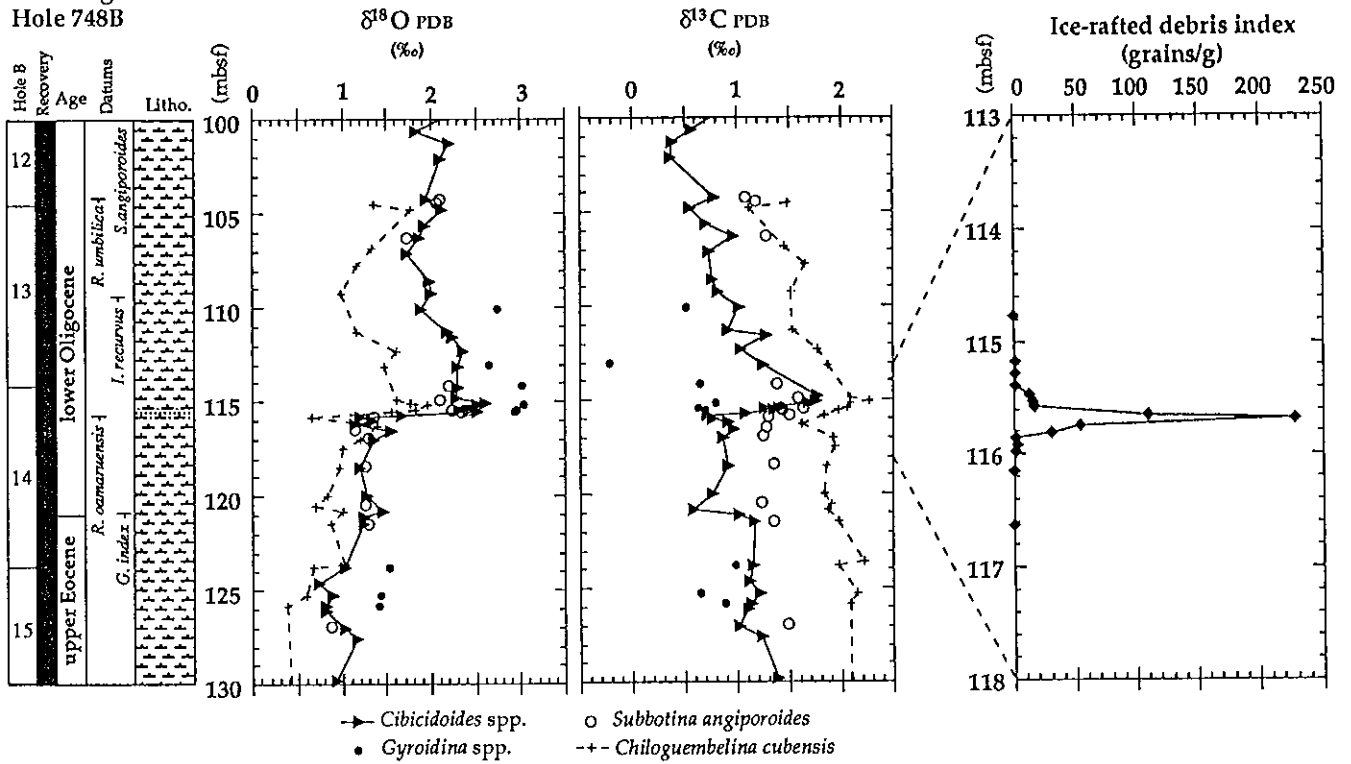 Hole 748B
δ18O PDB
(‰)
δ13C PDB
(‰)
Ice-rafted debris index
(grains/g)
Hole B
Recovery
Age
Datums
Litho.
(mbsf)
0 1 2 3
0 1 2
(mbsf)
0 50 100 150 200 250
100
105
110
115
120
125
130
113
114
115
116
117
118
12
13
14
15
lower Oligocene
upper Eocene
S.angiporoides
R. umbilica
I. recurvus
R. oamaruensis
G. index
Cibicidoides spp.
Subbotina angiporoides
Gyroidina spp.
Chiloguembelina cubensis